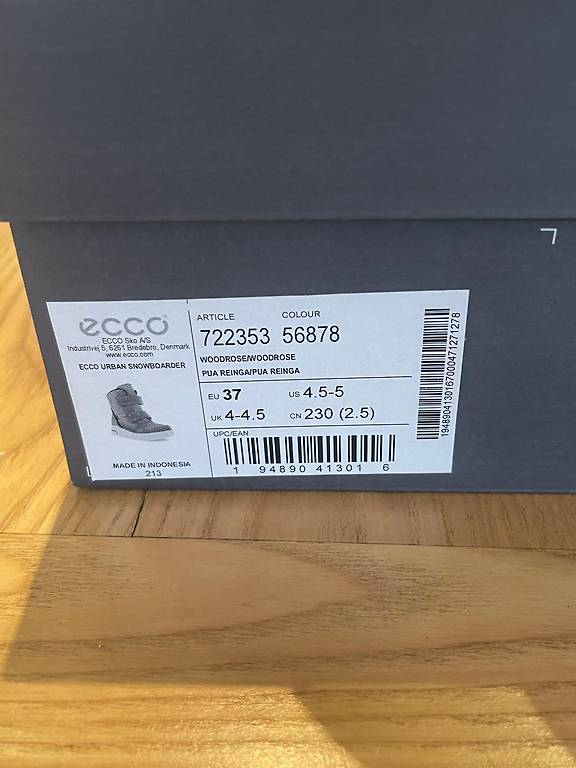 ecco
ECCO Sko A/S
Industrivej 5, 6261 Bredebro, Denmark
www.ecco.com
ECCO URBAN SNOWBOARDER
MADE IN INDONESIA
213
ARTICLE COLOUR
722353 56878
WOODROSE/WOODROSE
PUA REINGA/PUA REINGA
EU 37 US 4.5-5
UK 4-4.5 CN 230 (2.5)
UPC/EAN
1 94890 41301 6
19489041301670004712712​78